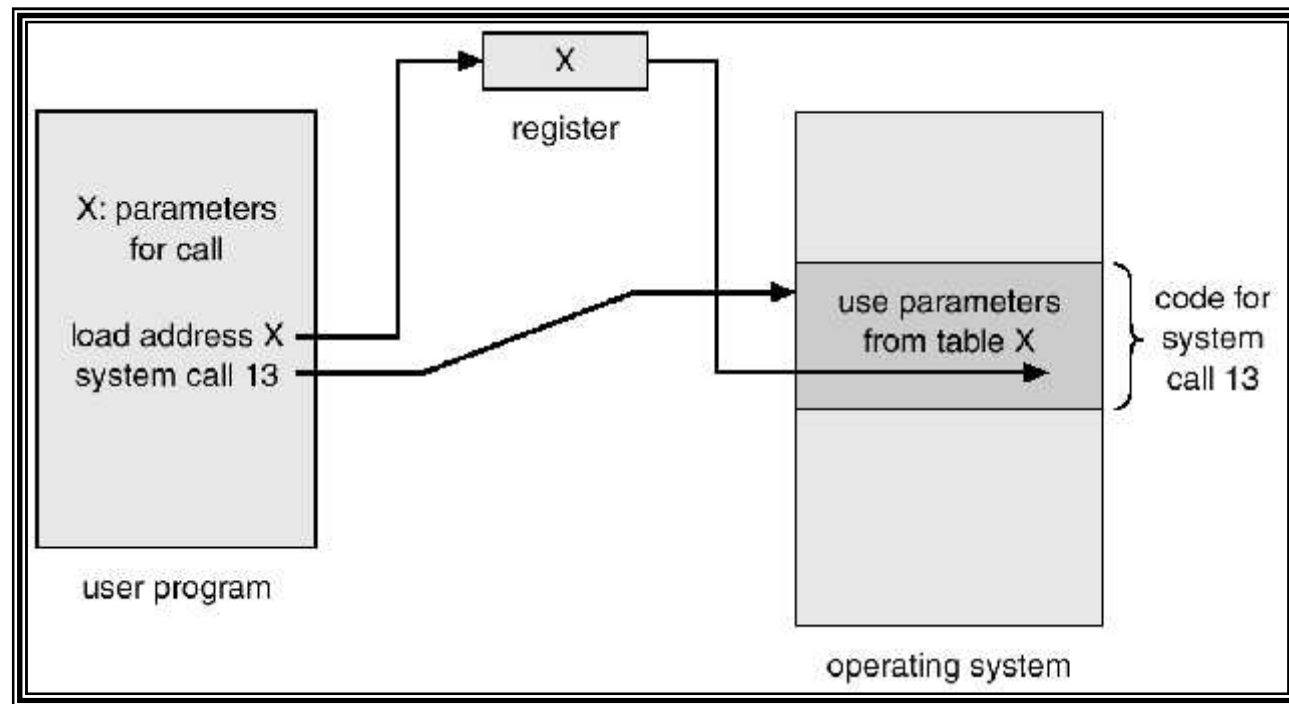 X
register
X: parameters
for call
load address X
system call 13
user program
use parameters
from table X
code for
system
call 13
operating system